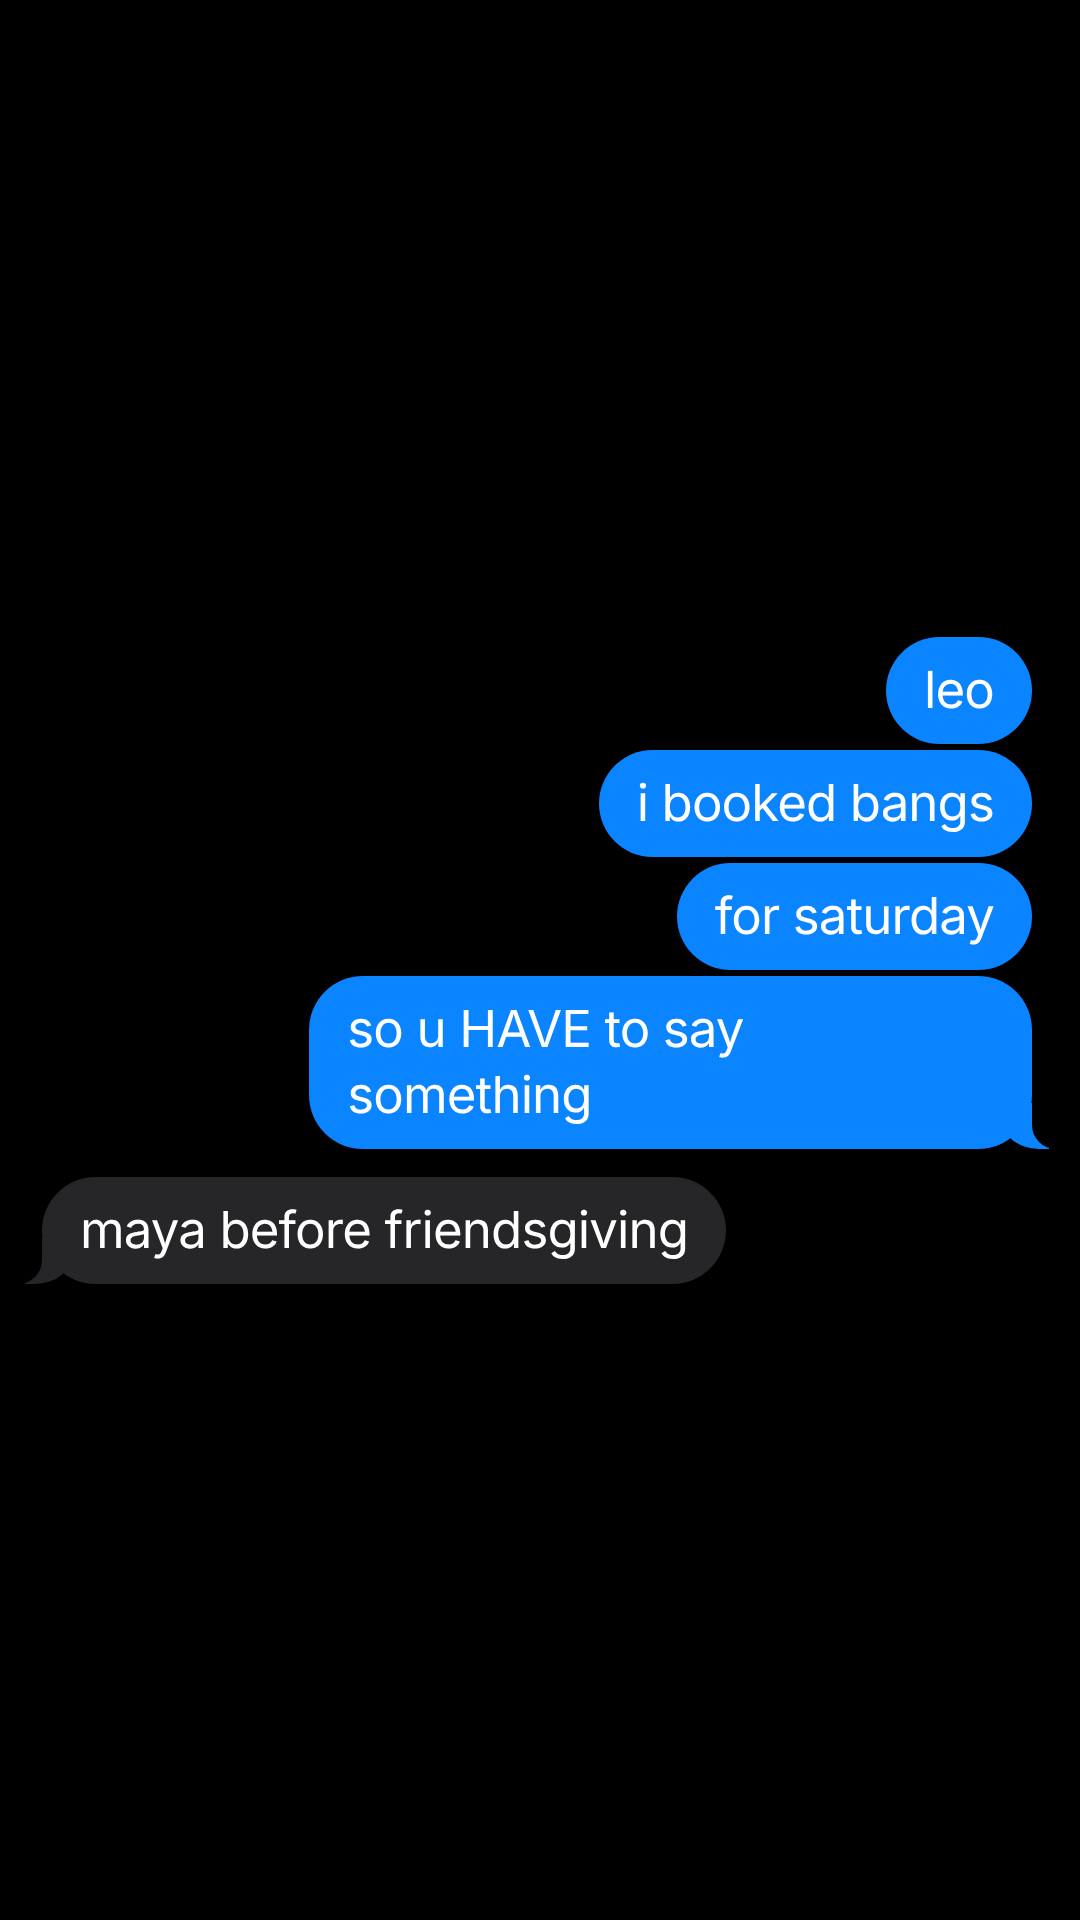 leo
i booked bangs
for saturday
so u HAVE to say
something
maya before friendsgiving